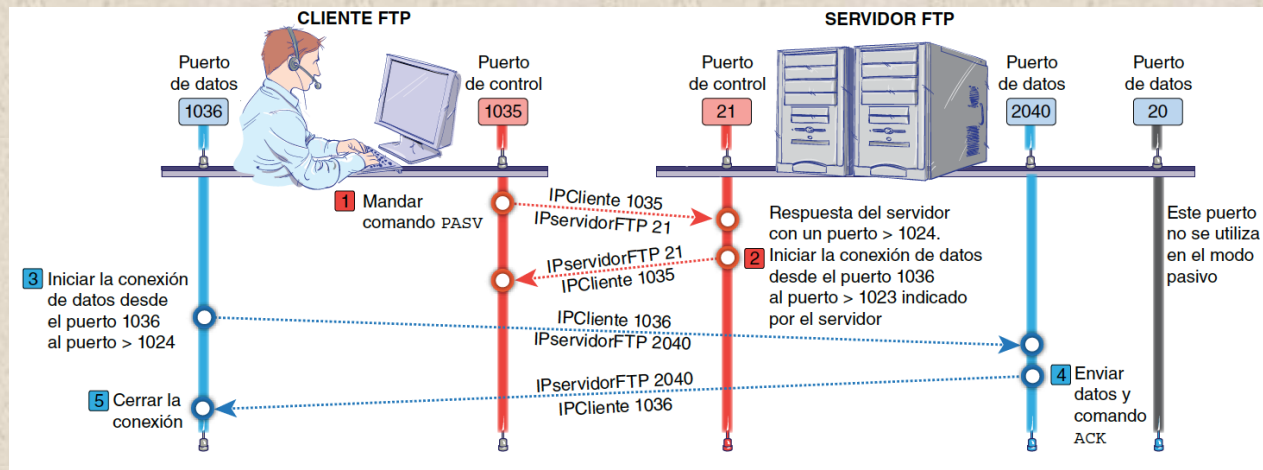 CLIENTE FTP
SERVIDOR FTP
Puerto
de datos
1036
Puerto
de control
1035
Puerto
de control
21
Puerto
de datos
2040
Puerto
de datos
20
1 Mandar
comando PASV
IPCliente 1035
IPservidorFTP 21
Respuesta del servidor
con un puerto > 1024.
2 Iniciar la conexión de datos
desde el puerto 1036
al puerto > 1023 indicado
por el servidor
Este puerto
no se utiliza
en el modo
pasivo
IPservidorFTP 21
IPCliente 1035
3 Iniciar la conexión
de datos desde
el puerto 1036
al puerto > 1024
IPCliente 1036
IPservidorFTP 2040
4 Enviar
datos y
comando
ACK
IPservidorFTP 2040
IPCliente 1036
5 Cerrar la
conexión